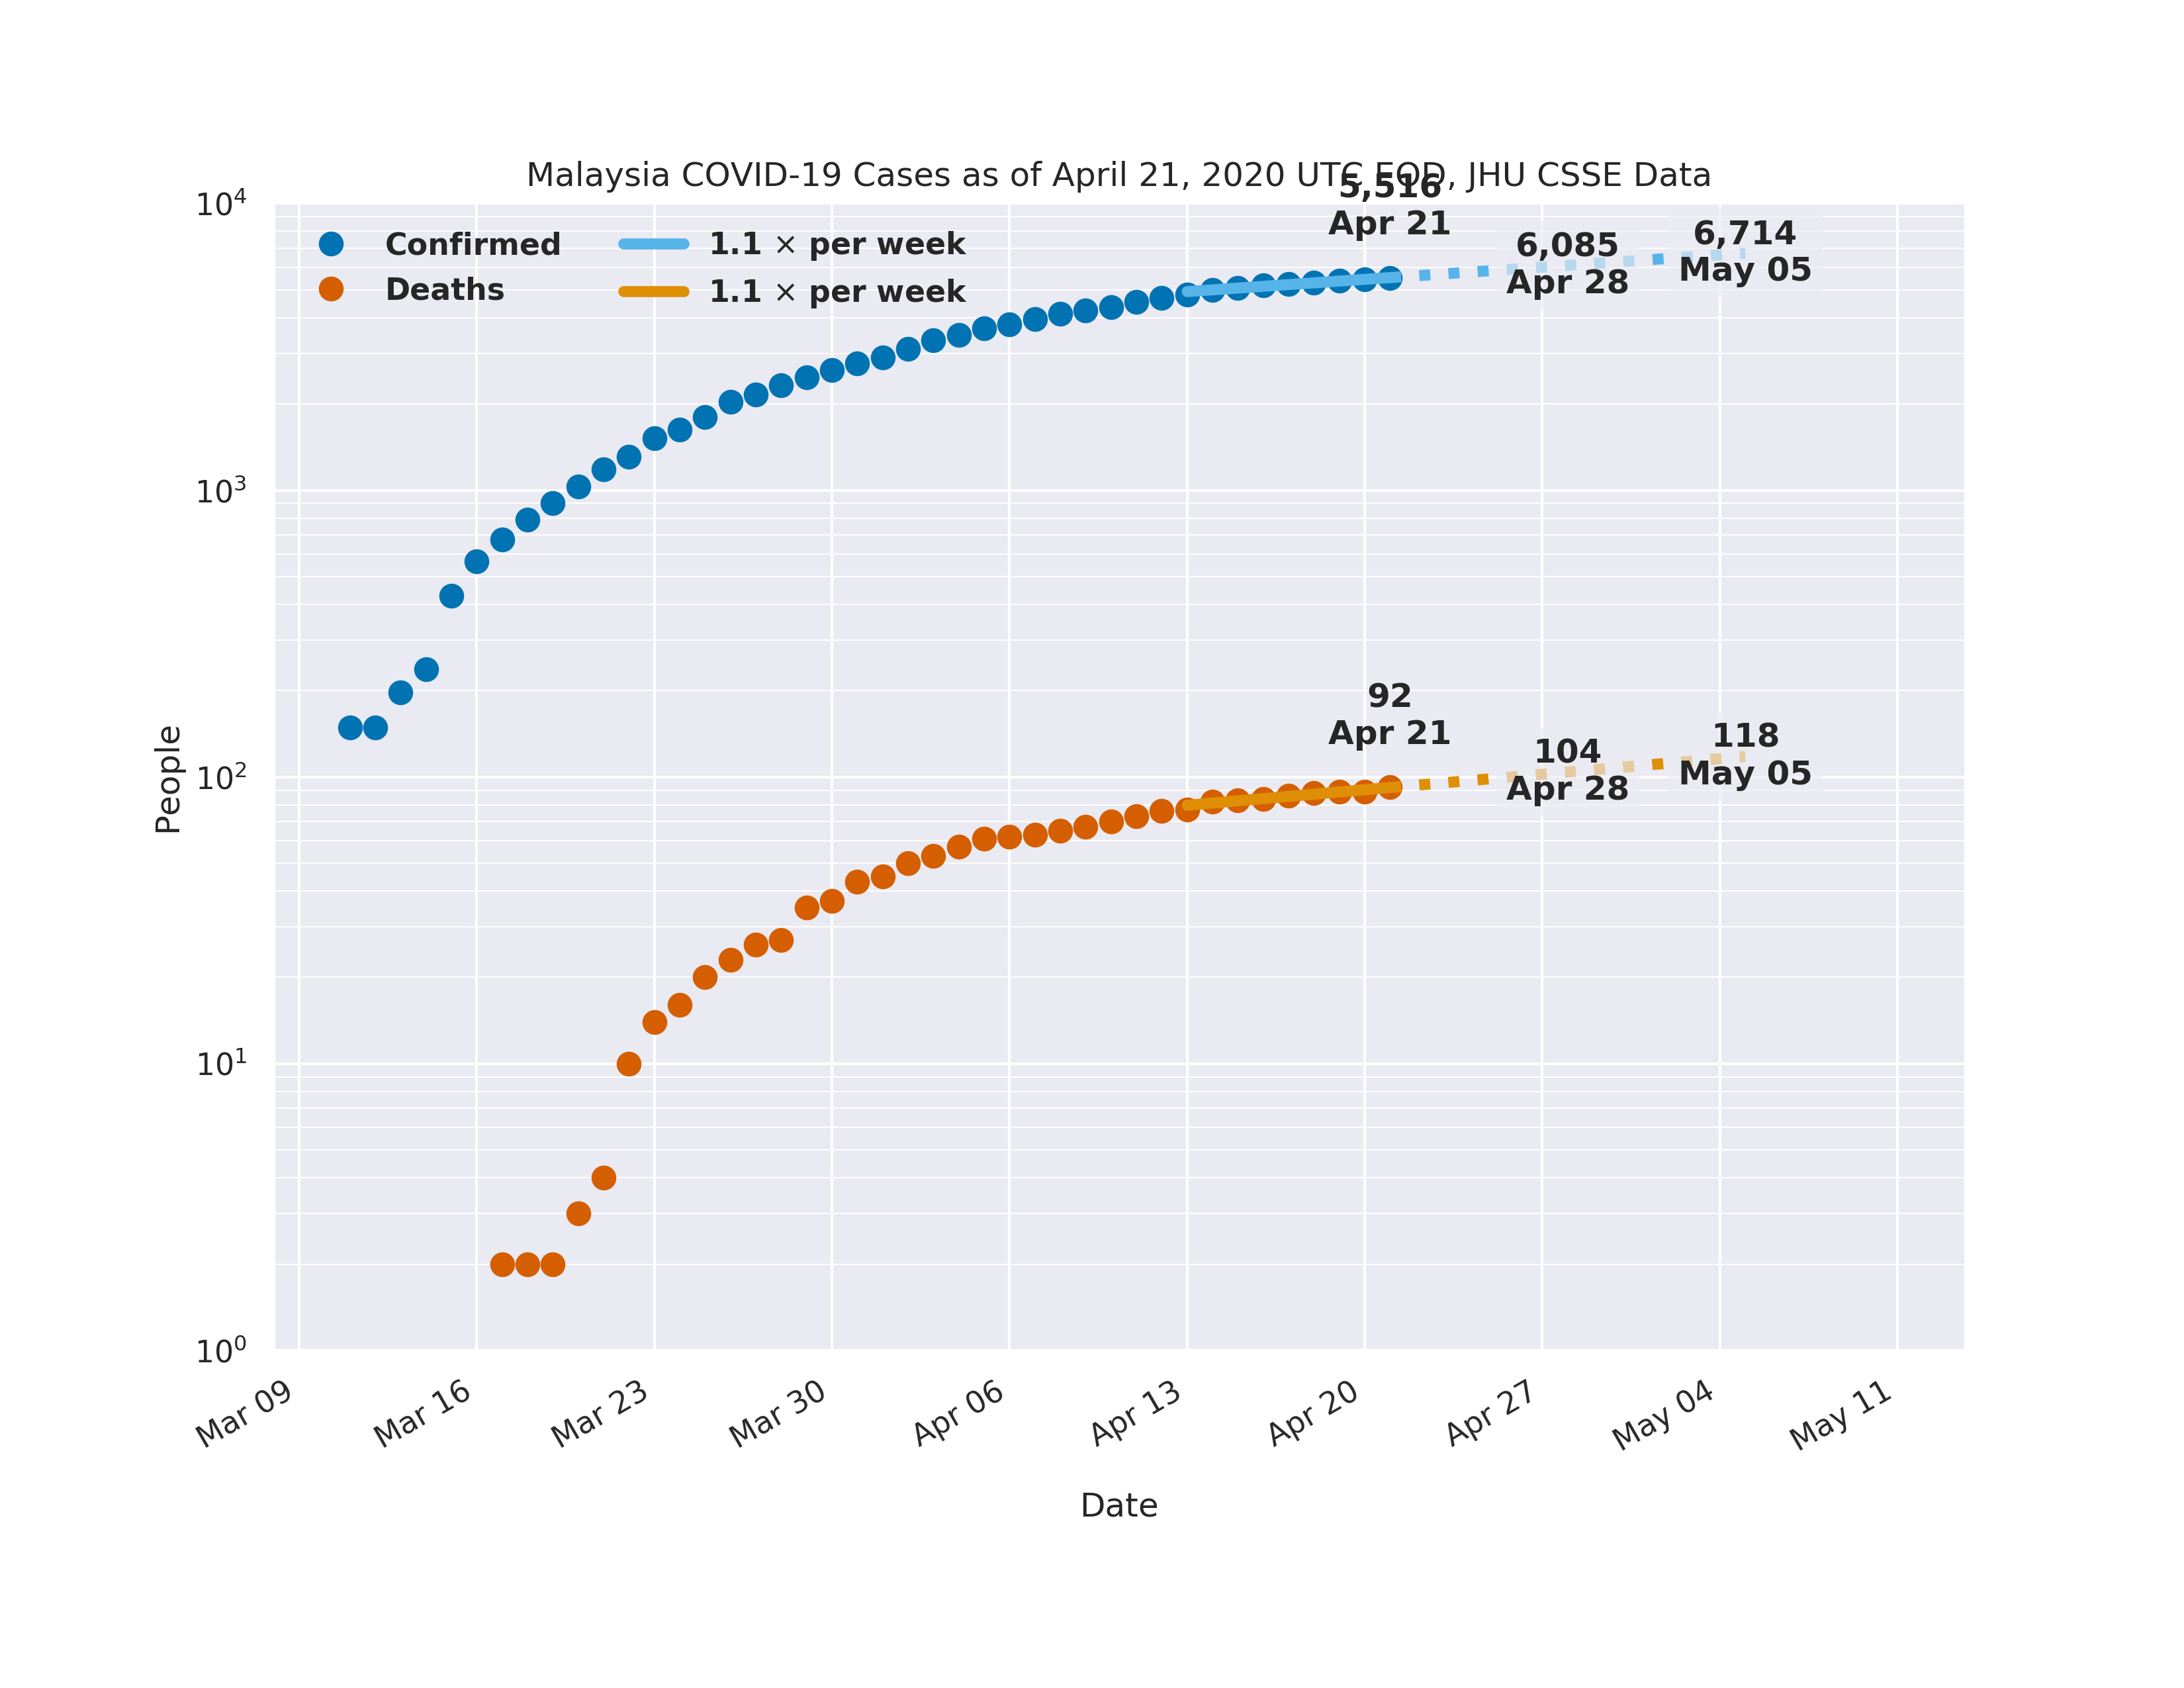 Malaysia COVID-19 Cases as of April 21, 2020 UTC EOD, JHU CSSE Data
5,516
Apr 21
6,085
Apr 28
6,714
May 05
Confirmed
Deaths
1.1 × per week
1.1 × per week
92
Apr 21
104
Apr 28
118
May 05
People
10⁴
10³
10²
10¹
10⁰
Mar 09
Mar 16
Mar 23
Mar 30
Apr 06
Apr 13
Apr 20
Apr 27
May 04
May 11
Date